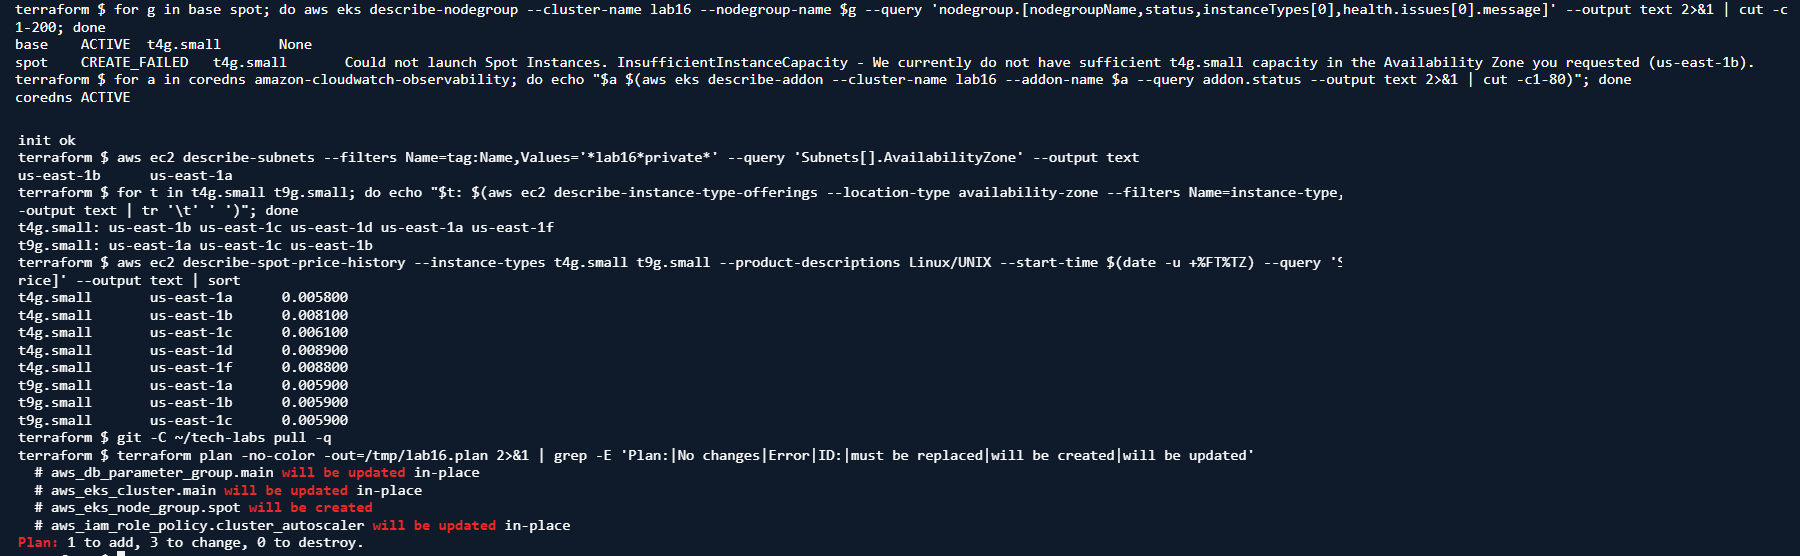 terraform $ for g in base spot; do aws eks describe-nodegroup --cluster-name lab16 --nodegroup-name $g --query 'nodegroup.[nodegroupName,status,instanceTypes[0],health.issues[0].message]' --output text 2>&1 | cut -c
1-200; done
base    ACTIVE  t4g.small       None
spot    CREATE_FAILED   t4g.small       Could not launch Spot Instances. InsufficientInstanceCapacity - We currently do not have sufficient t4g.small capacity in the Availability Zone you requested (us-east-1b).
terraform $ for a in coredns amazon-cloudwatch-observability; do echo "$a $(aws eks describe-addon --cluster-name lab16 --addon-name $a --query addon.status --output text 2>&1 | cut -c1-80)"; done
coredns ACTIVE
init ok
terraform $ aws ec2 describe-subnets --filters Name=tag:Name,Values='*lab16*private*' --query 'Subnets[].AvailabilityZone' --output text
us-east-1b      us-east-1a
terraform $ for t in t4g.small t9g.small; do echo "$t: $(aws ec2 describe-instance-type-offerings --location-type availability-zone --filters Name=instance-type,
-output text | tr '\t' ' ')"; done
t4g.small: us-east-1b us-east-1c us-east-1d us-east-1a us-east-1f
t9g.small: us-east-1a us-east-1c us-east-1b
terraform $ aws ec2 describe-spot-price-history --instance-types t4g.small t9g.small --product-descriptions Linux/UNIX --start-time $(date -u +%FT%TZ) --query 'S
rice]' --output text | sort
t4g.small       us-east-1a      0.005800
t4g.small       us-east-1b      0.008100
t4g.small       us-east-1c      0.006100
t4g.small       us-east-1d      0.008900
t4g.small       us-east-1f      0.008800
t9g.small       us-east-1a      0.005900
t9g.small       us-east-1b      0.005900
t9g.small       us-east-1c      0.005900
terraform $ git -C ~/tech-labs pull -q
terraform $ terraform plan -no-color -out=/tmp/lab16.plan 2>&1 | grep -E 'Plan:|No changes|Error|ID:|must be replaced|will be created|will be updated'
  # aws_db_parameter_group.main will be updated in-place
  # aws_eks_cluster.main will be updated in-place
  # aws_eks_node_group.spot will be created
  # aws_iam_role_policy.cluster_autoscaler will be updated in-place
Plan: 1 to add, 3 to change, 0 to destroy.